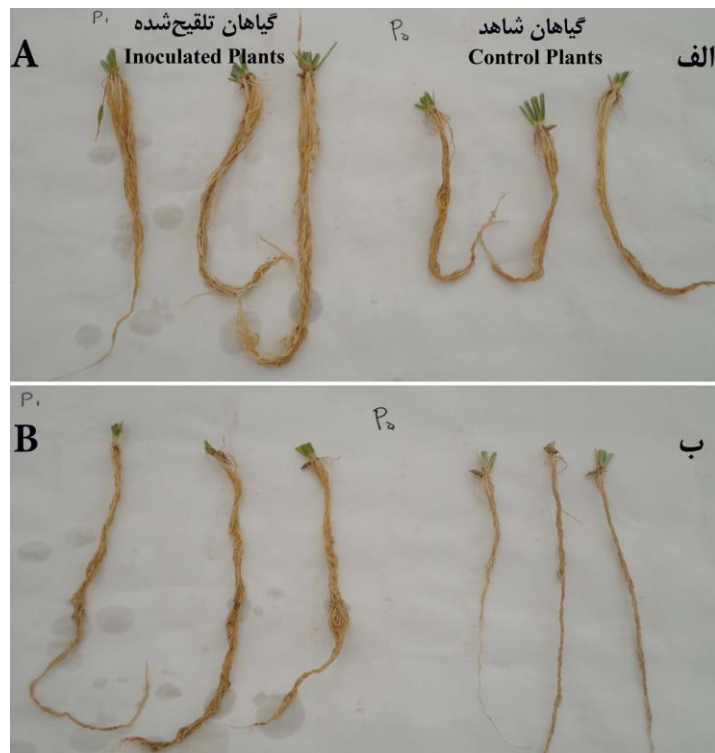 P₁
گیاهان تلقیح‌شده
Inoculated Plants
P₀
گیاهان شاهد
Control Plants
A
الف
P₁
P₀
B
ب